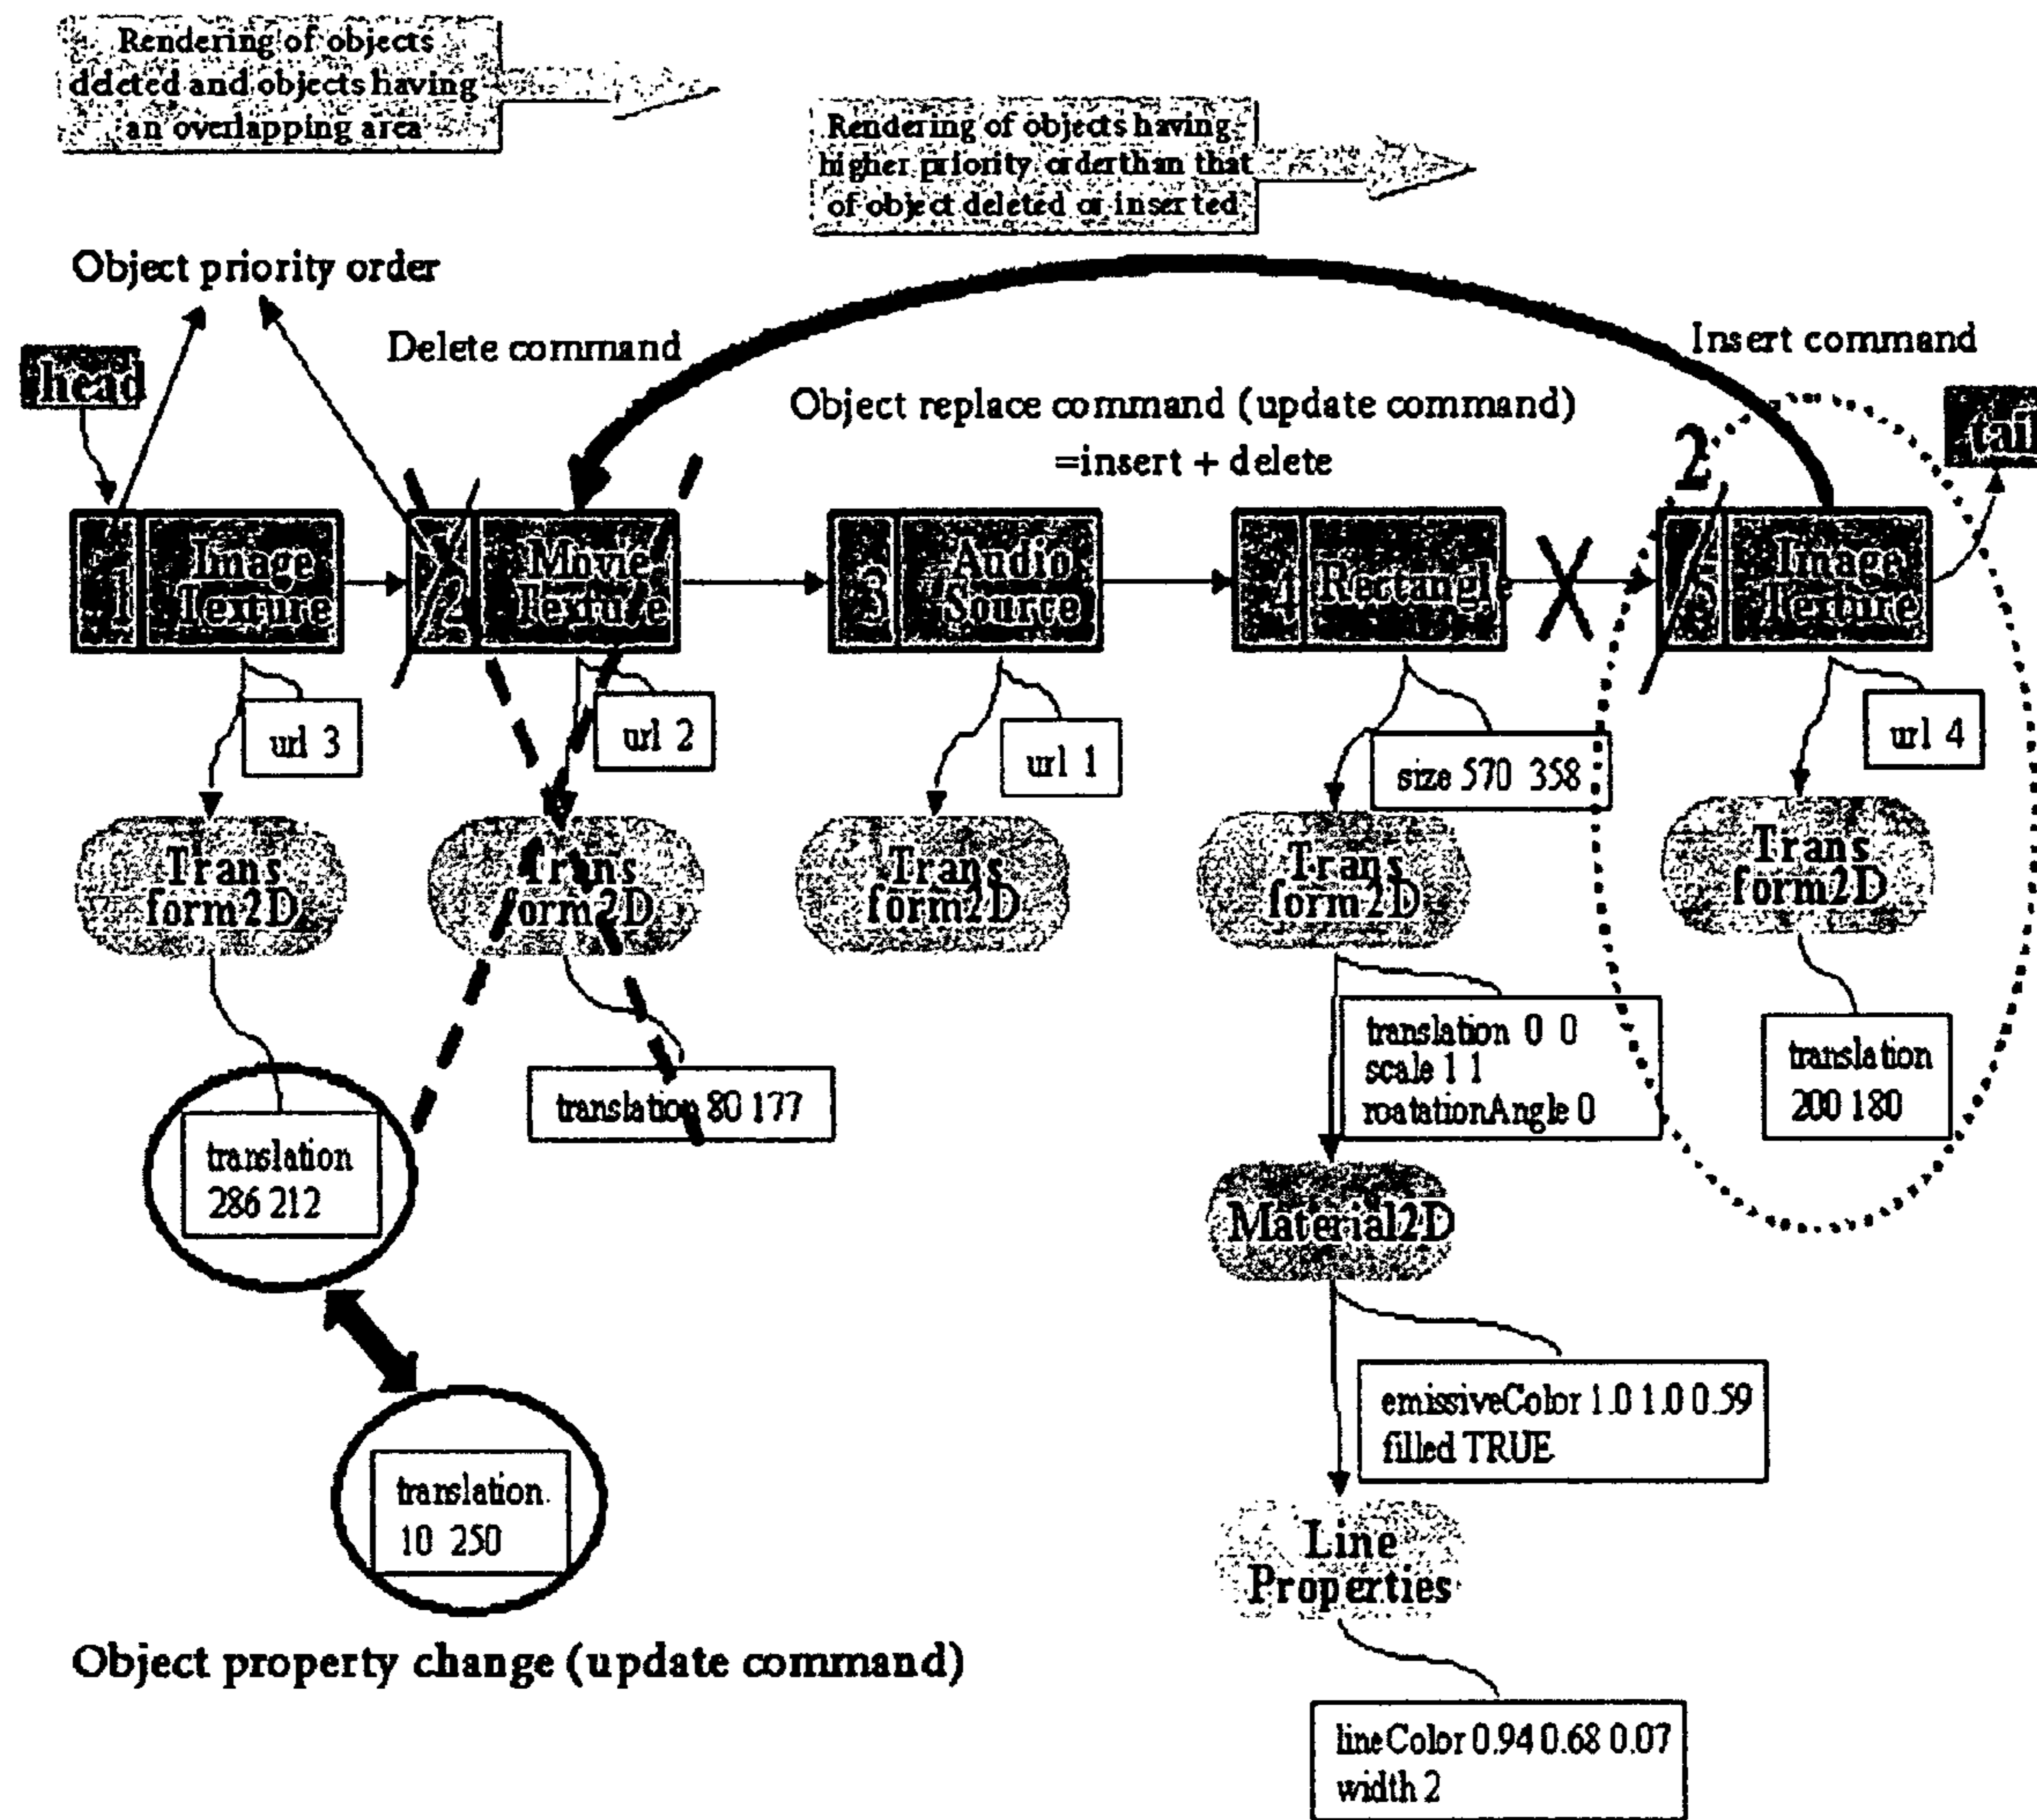 Rendering of objects
deleted and objects having
an overlapping area
Rendering of objects having
higher priority orderthan that
of object deleted or inserted
Object priority order
Delete command
Insert command
head
Object replace command (update command)
=insert + delete
tail
2
1
Image
Texture
2
Movie
Texture
3
Audio
Source
4
Rectangle
5
Image
Texture
url 3
url 2
url 1
size 570 358
url 4
Trans
form2D
Trans
form2D
Trans
form2D
Trans
form2D
Trans
form2D
translation 0 0
scale 1 1
roatationAngle 0
translation
200 180
translation 80 177
translation
286 212
Material2D
emissiveColor 1.0 1.0 0.59
filled TRUE
translation
10 250
Line
Properties
Object property change (update command)
lineColor 0.94 0.68 0.07
width 2